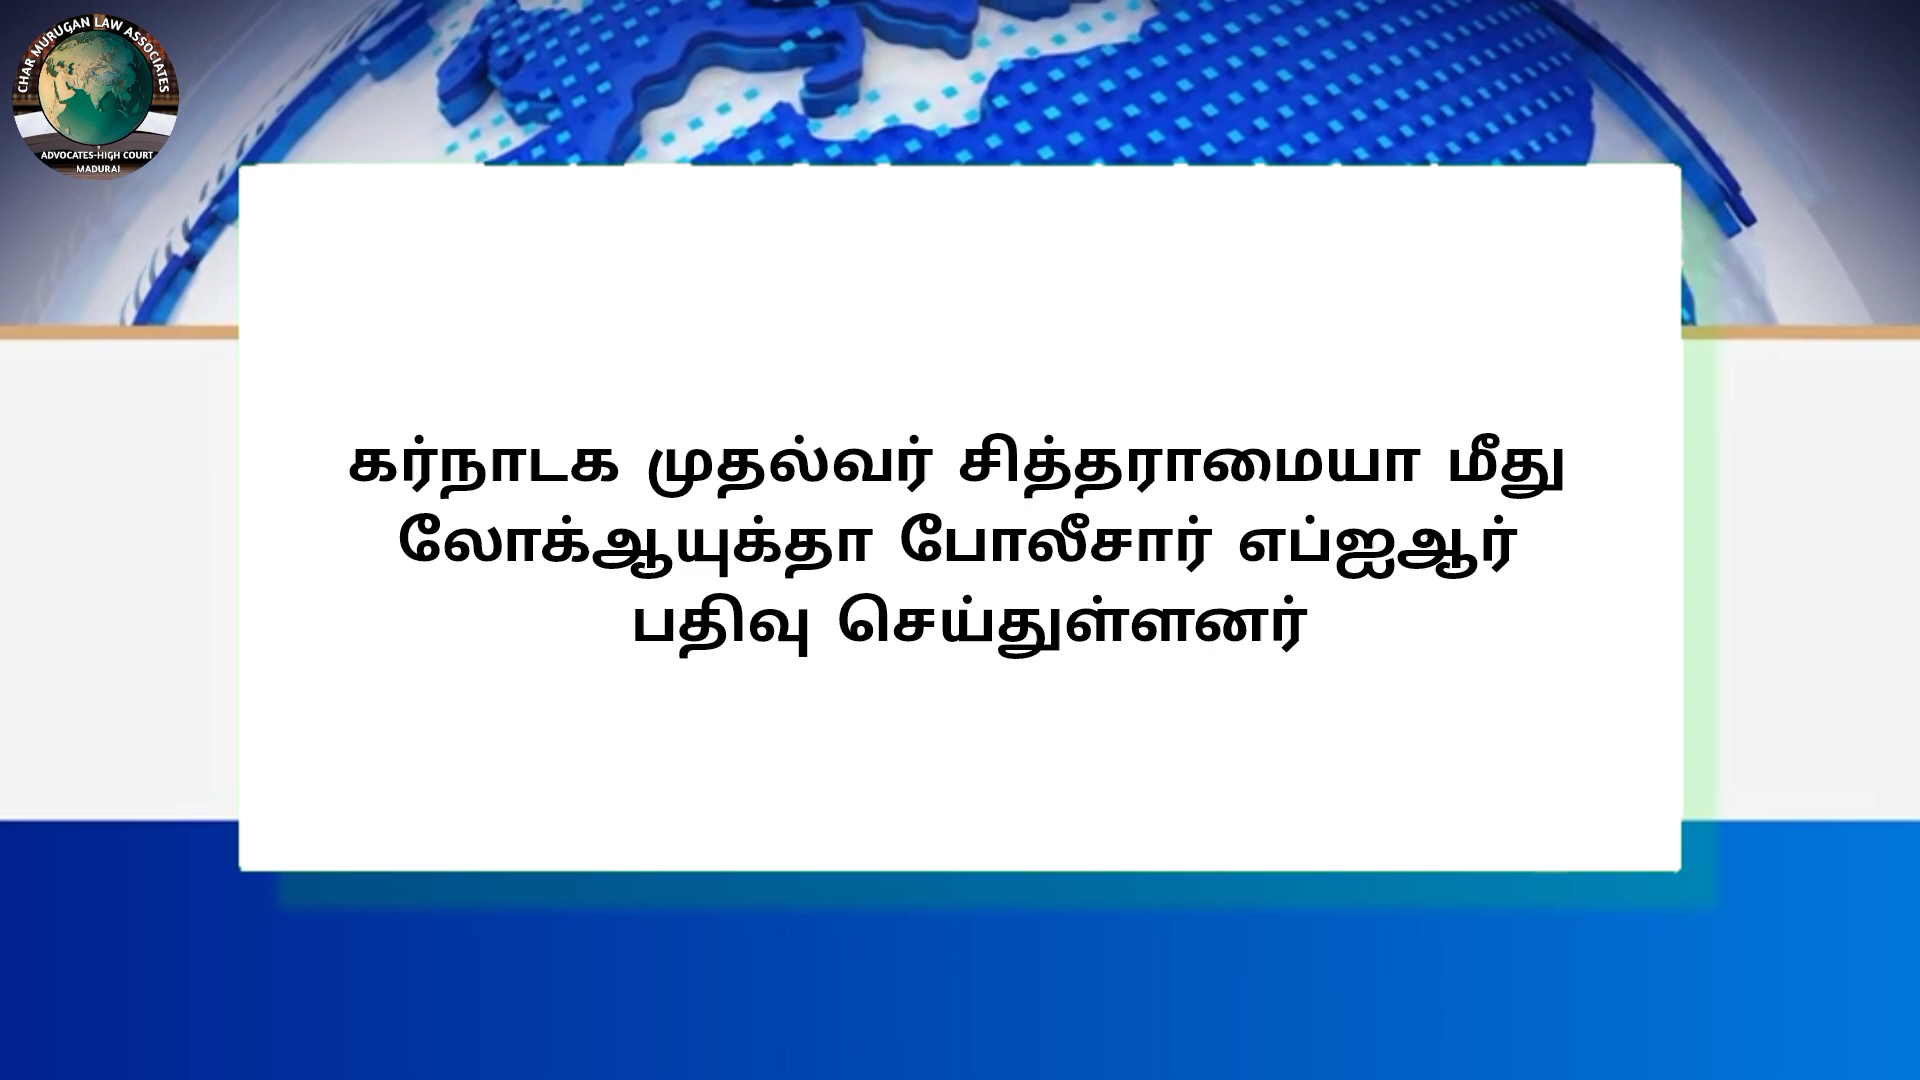 CHAR MURUGAN LAW ASSOCIATES
ADVOCATES-HIGH COURT
MADURAI
கர்நாடக முதல்வர் சித்தராமையா மீது
லோக்ஆயுக்தா போலீசார் எப்ஐஆர்
பதிவு செய்துள்ளனர்